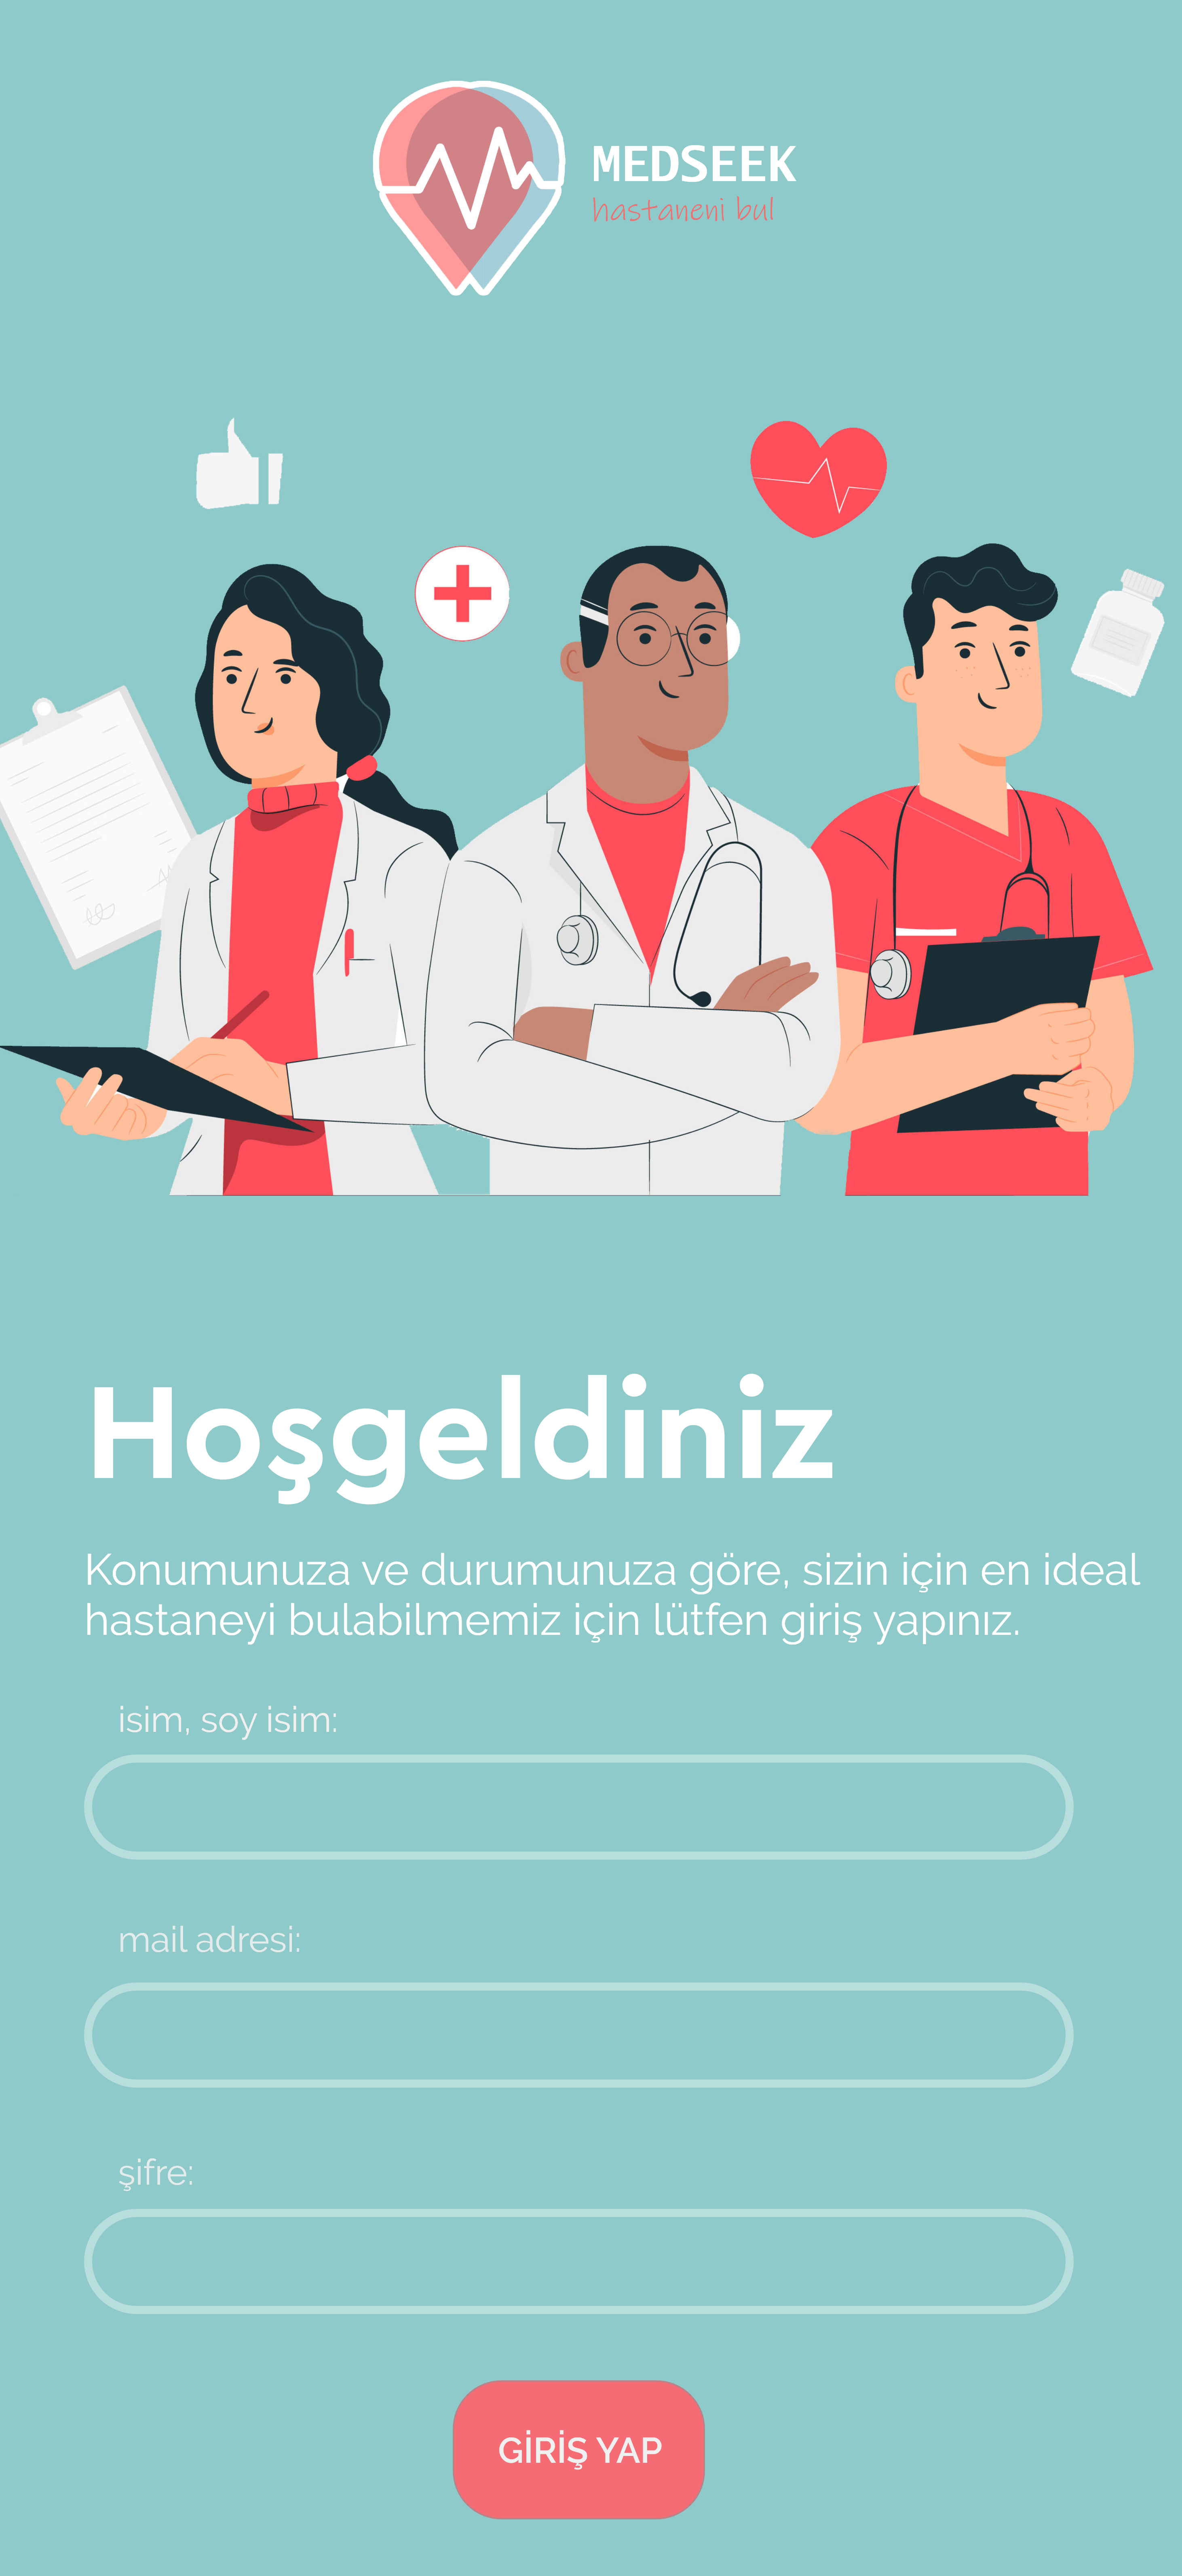 MEDSEEK
hastaneni bul
Hoşgeldiniz
Konumunuza ve durumunuza göre, sizin için en ideal
hastaneyi bulabilmemiz için lütfen giriş yapınız.
isim, soy isim:
mail adresi:
şifre:
GİRİŞ YAP